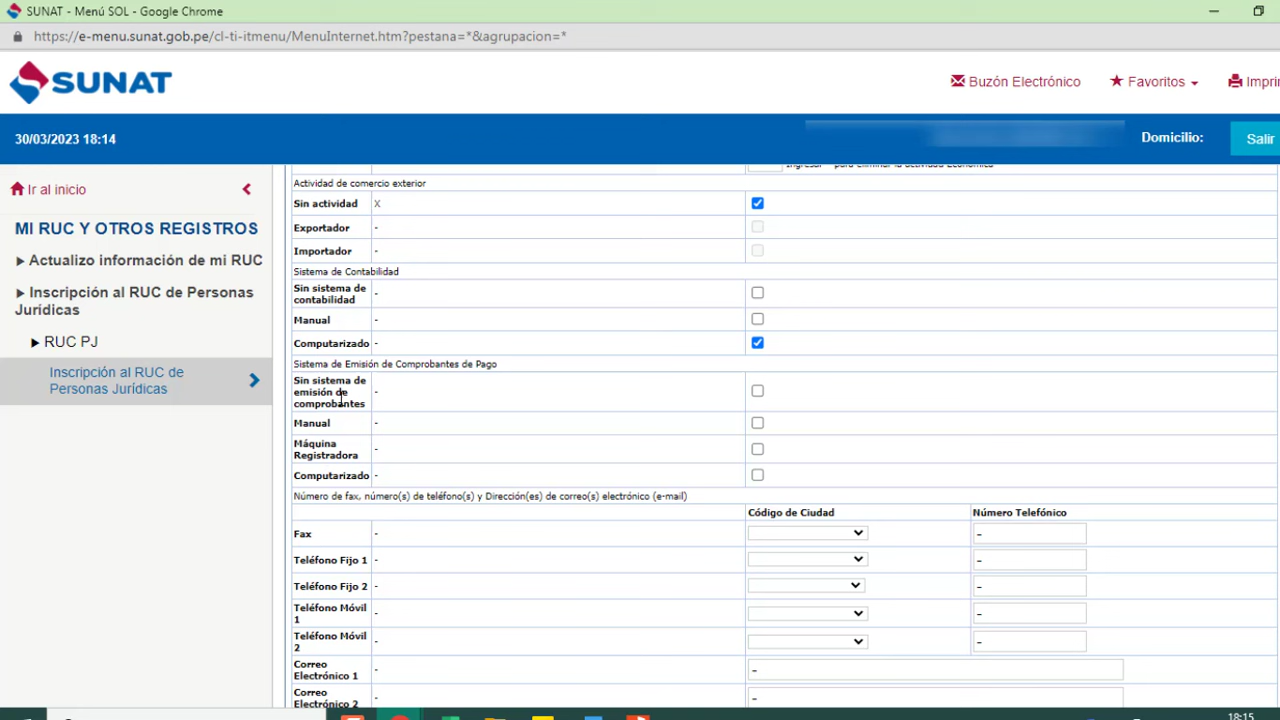 SUNAT - Menú SOL - Google Chrome
https://e-menu.sunat.gob.pe/cl-ti-itmenu/MenuInternet.htm?pestana=*&agrupacion=*
SUNAT
Buzón Electrónico
Favoritos
Impri
30/03/2023 18:14
Domicilio:
Salir
Ir al inicio
MI RUC Y OTROS REGISTROS
Actualizo información de mi RUC
Inscripción al RUC de Personas
Jurídicas
RUC PJ
Inscripción al RUC de
Personas Jurídicas
Actividad de comercio exterior
Sin actividad X
Exportador -
Importador -
Sistema de Contabilidad
Sin sistema de
contabilidad -
Manual -
Computarizado -
Sistema de Emisión de Comprobantes de Pago
Sin sistema de
emisión de
comprobantes -
Manual -
Máquina
Registradora -
Computarizado -
Número de fax, número(s) de teléfono(s) y Dirección(es) de correo(s) electrónico (e-mail)
Código de Ciudad Número Telefónico
Fax - -
Teléfono Fijo 1 - -
Teléfono Fijo 2 - -
Teléfono Móvil
1 - -
Teléfono Móvil
2 - -
Correo
Electrónico 1 - -
Correo
Electrónico 2 - -
18:15